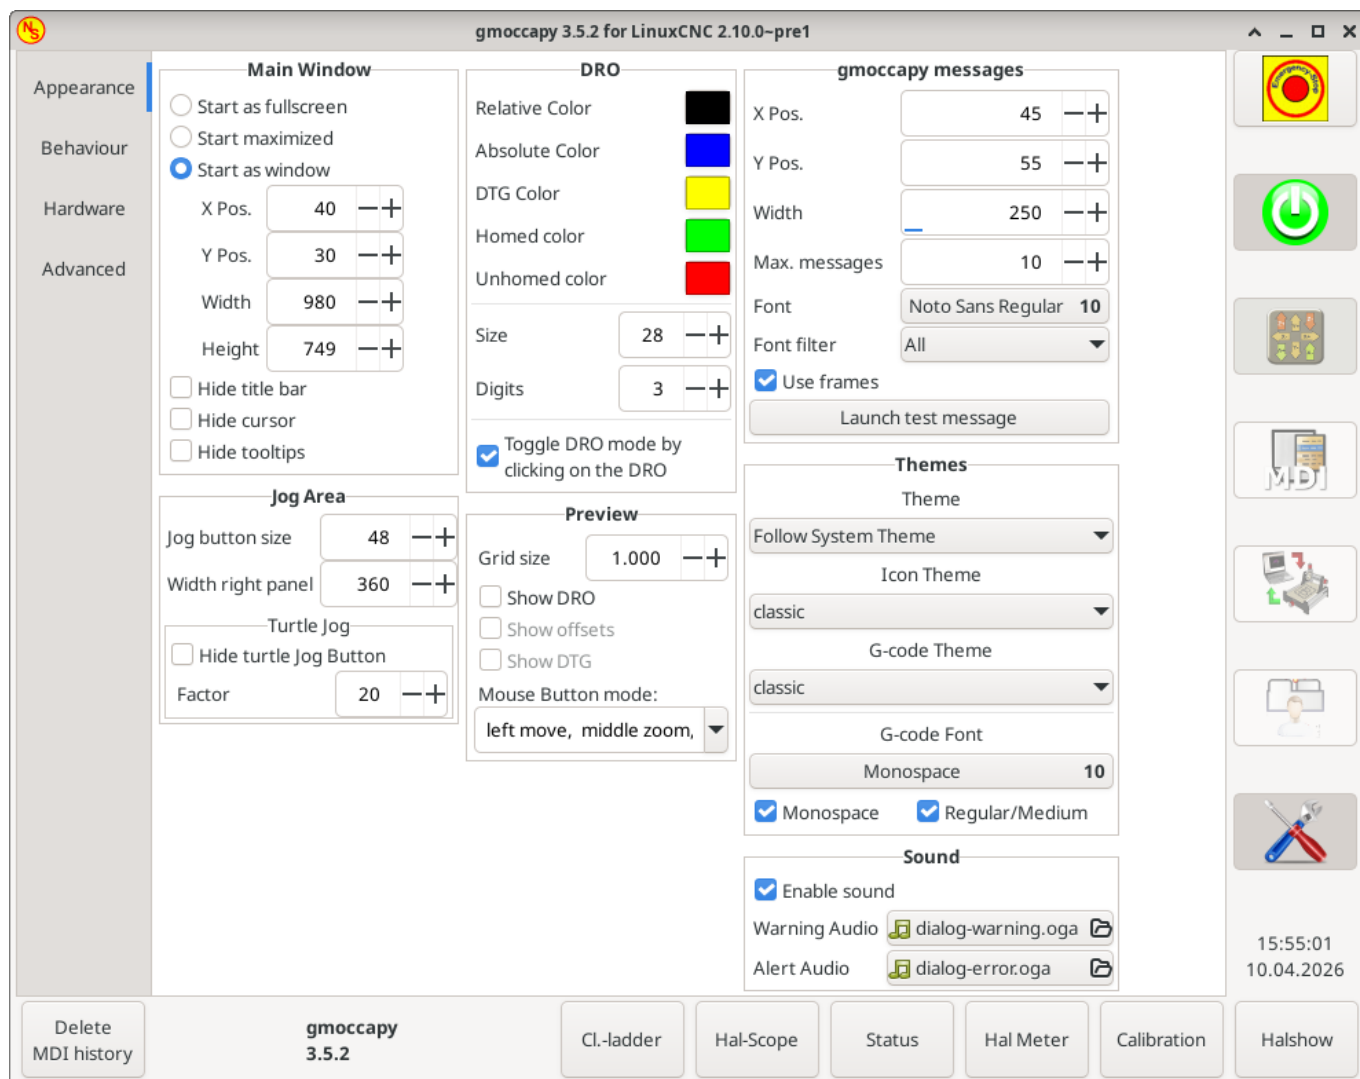 gmoccapy 3.5.2 for LinuxCNC 2.10.0~pre1
Appearance
Behaviour
Hardware
Advanced
Main Window
Start as fullscreen
Start maximized
Start as window
X Pos. 40
Y Pos. 30
Width 980
Height 749
Hide title bar
Hide cursor
Hide tooltips
Jog Area
Jog button size 48
Width right panel 360
Turtle Jog
Hide turtle Jog Button
Factor 20
DRO
Relative Color
Absolute Color
DTG Color
Homed color
Unhomed color
Size 28
Digits 3
Toggle DRO mode by
clicking on the DRO
Preview
Grid size 1.000
Show DRO
Show offsets
Show DTG
Mouse Button mode:
left move,  middle zoom,
gmoccapy messages
X Pos. 45
Y Pos. 55
Width 250
Max. messages 10
Font Noto Sans Regular 10
Font filter All
Use frames
Launch test message
Themes
Theme
Follow System Theme
Icon Theme
classic
G-code Theme
classic
G-code Font
Monospace 10
Monospace Regular/Medium
Sound
Enable sound
Warning Audio dialog-warning.oga
Alert Audio dialog-error.oga
Emergency-Stop
MDI
15:55:01
10.04.2026
Delete
MDI history
gmoccapy
3.5.2
Cl.-ladder
Hal-Scope
Status
Hal Meter
Calibration
Halshow